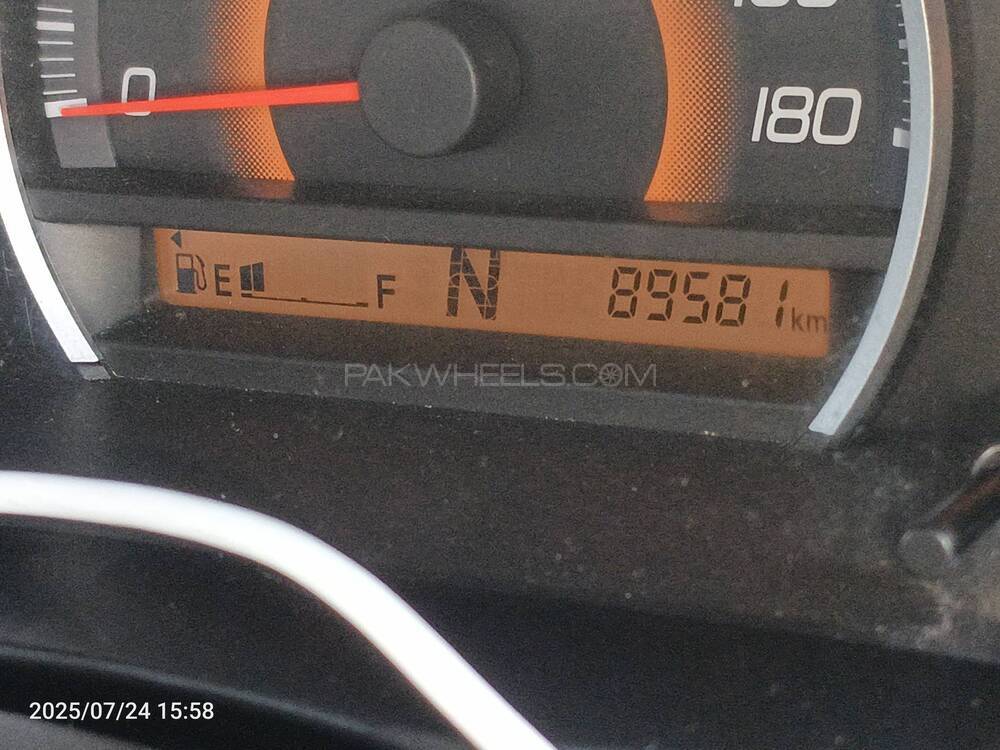 0
180
E F N 89581 km
PAKWHEELS.COM
2025/07/24 15:58